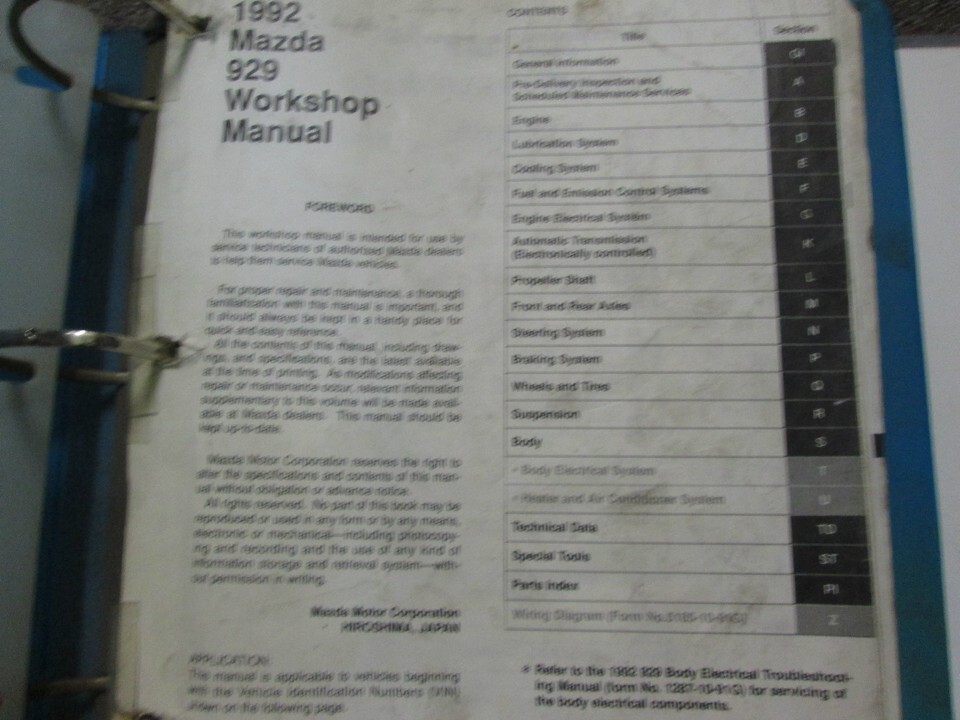 1992
Mazda
929
Workshop
Manual
FOREWORD
This workshop manual is intended for use by
service technicians of authorized Mazda dealers
to help them service Mazda vehicles.
For proper repair and maintenance, a thorough
familiarization with this manual is important, and
it should always be kept in a handy place for
quick and easy reference.
All the contents of this manual, including draw-
ings and specifications, are the latest available
at the time of printing. As modifications affecting
repair or maintenance occur, relevant information
supplementary to this volume will be made avail-
able at Mazda dealers. This manual should be
kept up-to-date.
Mazda Motor Corporation reserves the right to
alter the specifications and contents of this man-
ual without obligation or advance notice.
All rights reserved. No part of this book may be
reproduced or used in any form or by any means,
electronic or mechanical—including photocopy-
ing and recording and the use of any kind of
information storage and retrieval system—with-
out permission in writing.
Mazda Motor Corporation
HIROSHIMA, JAPAN
APPLICATION:
This manual is applicable to vehicles beginning
with the Vehicle Identification Numbers (VIN)
shown on the following page.
CONTENTS
Title Section
General Information GI
Pre-Delivery Inspection and
Scheduled Maintenance Services A
Engine B
Lubrication System D
Cooling System E
Fuel and Emission Control Systems F
Engine Electrical System G
Automatic Transmission
(Electronically controlled) K
Propeller Shaft L
Front and Rear Axles M
Steering System N
Braking System P
Wheels and Tires Q
Suspension R
Body S
* Body Electrical System T
* Heater and Air Conditioner System U
Technical Data TD
Special Tools ST
Parts Index PI
Wiring Diagram (Form No. Z
* Refer to the 1992 929 Body Electrical Troubleshoot-
ing Manual (form No. for servicing of
the body electrical components.